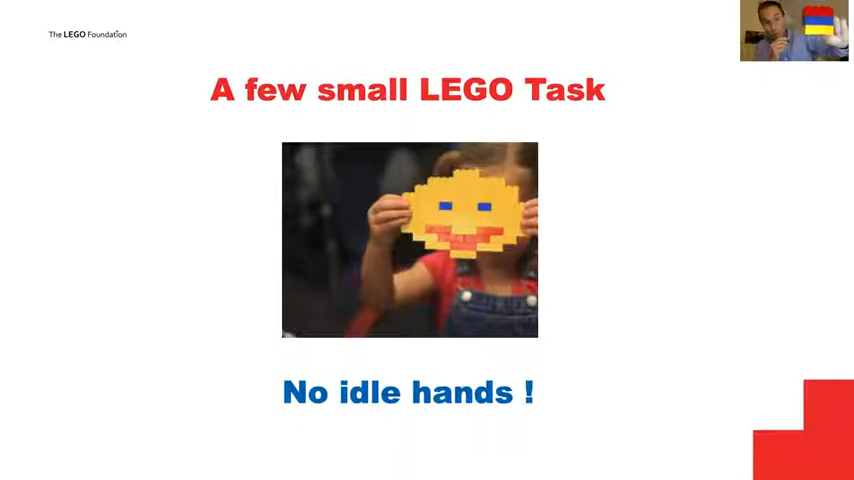 The LEGO Foundation
A few small LEGO Task
No idle hands !